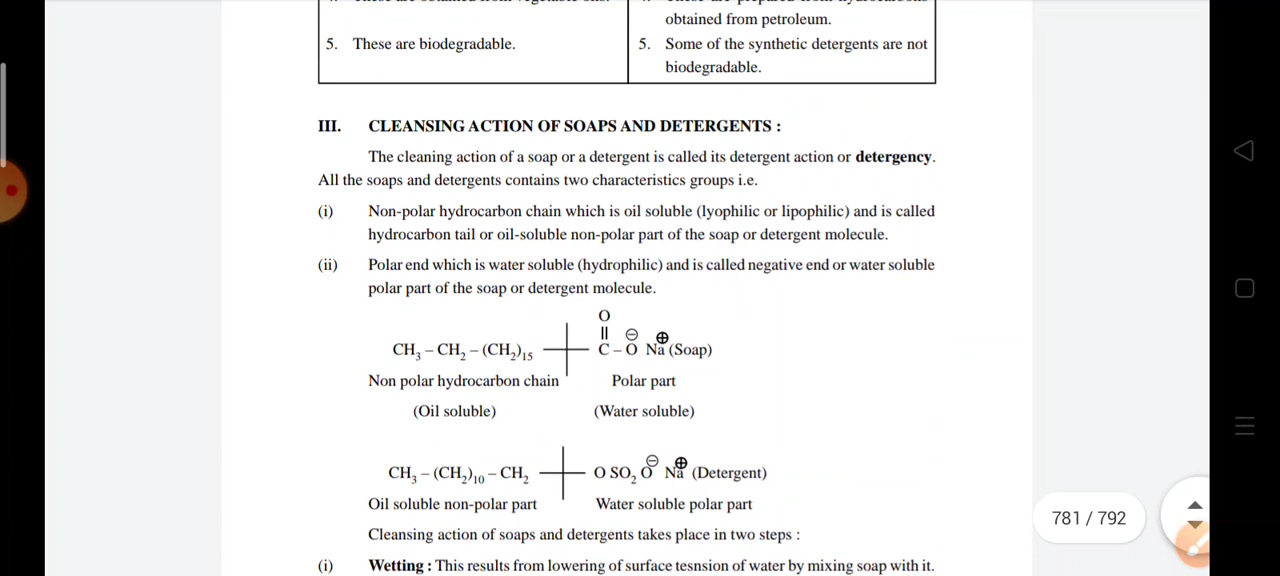 obtained from petroleum.
5. These are biodegradable.
5. Some of the synthetic detergents are not
biodegradable.
III. CLEANSING ACTION OF SOAPS AND DETERGENTS :
The cleaning action of a soap or a detergent is called its detergent action or detergency.
All the soaps and detergents contains two characteristics groups i.e.
(i) Non-polar hydrocarbon chain which is oil soluble (lyophilic or lipophilic) and is called
hydrocarbon tail or oil-soluble non-polar part of the soap or detergent molecule.
(ii) Polar end which is water soluble (hydrophilic) and is called negative end or water soluble
polar part of the soap or detergent molecule.
O
|| ⊖ ⊕
CH₃ – CH₂ – (CH₂)₁₅ C – O Na (Soap)
Non polar hydrocarbon chain Polar part
(Oil soluble) (Water soluble)
⊖ ⊕
CH₃ – (CH₂)₁₀ – CH₂ O SO₂ O Na (Detergent)
Oil soluble non-polar part Water soluble polar part
Cleansing action of soaps and detergents takes place in two steps :
(i) Wetting : This results from lowering of surface tesnsion of water by mixing soap with it.
781 / 792